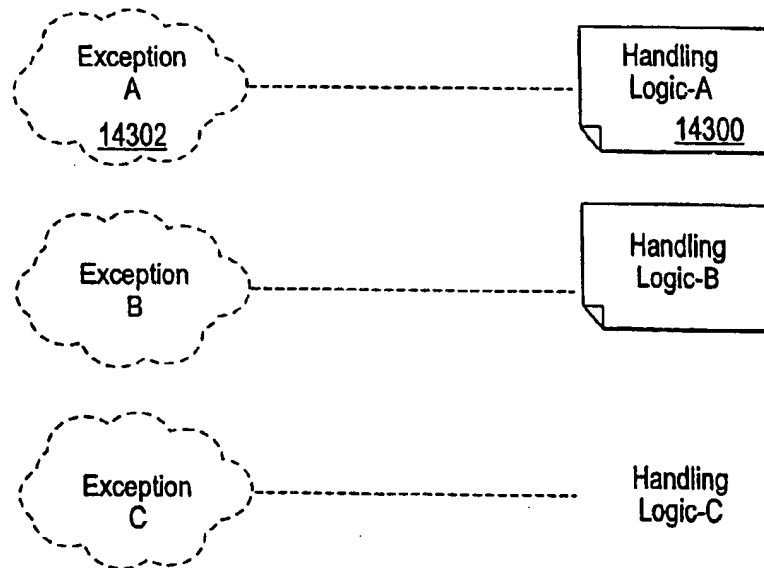 Exception
A
14302
Handling
Logic-A
14300
Exception
B
Handling
Logic-B
Exception
C
Handling
Logic-C